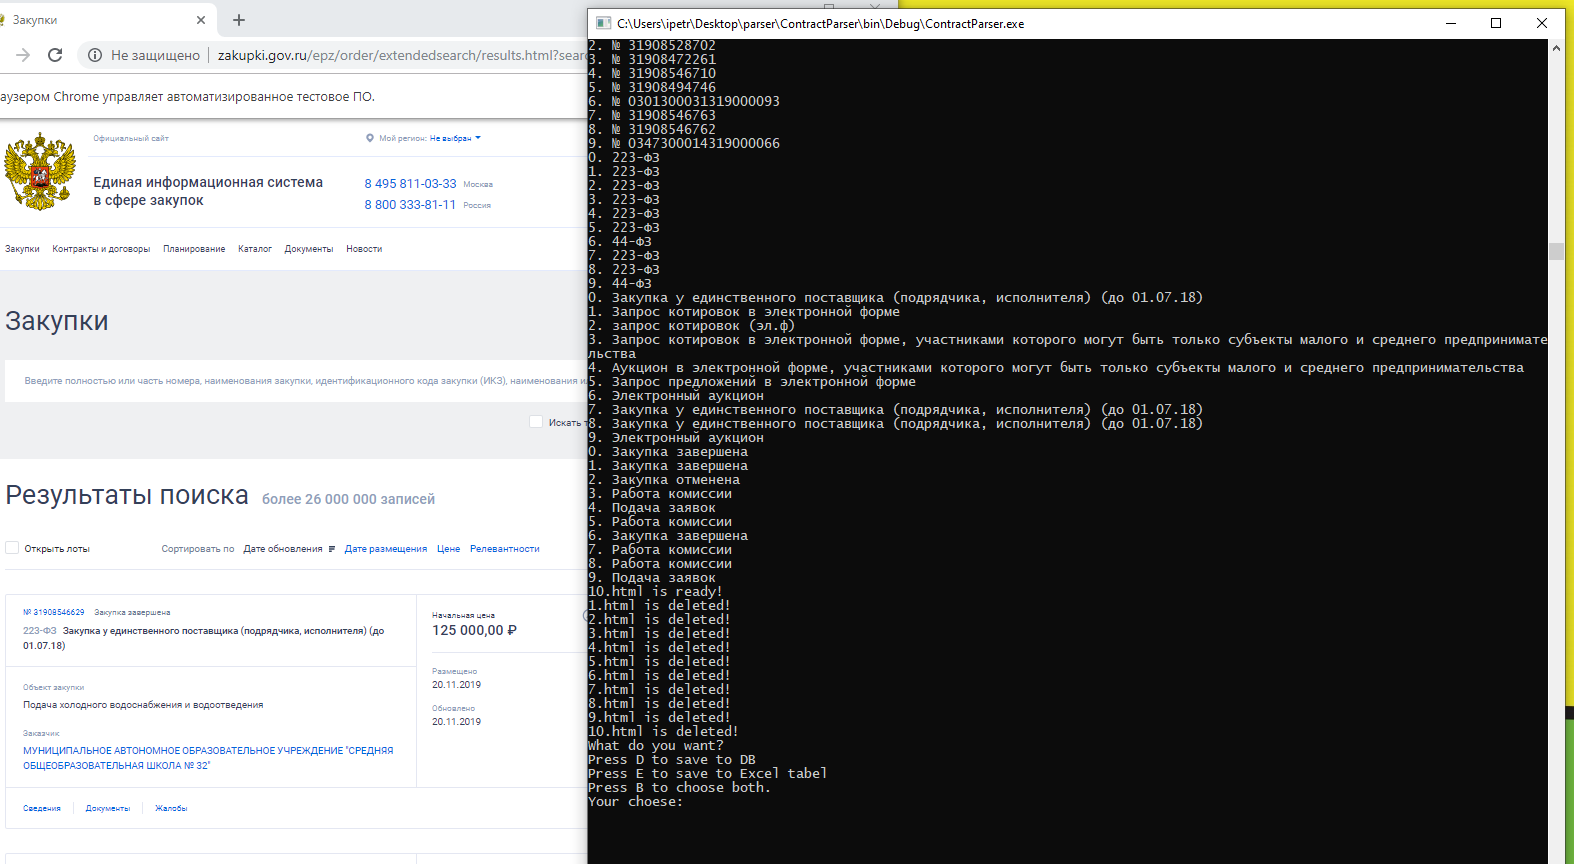 Закупки
Не защищено
zakupki.gov.ru/epz/order/extendedsearch/results.html?sear
аузером Chrome управляет автоматизированное тестовое ПО.
Официальный сайт
Мой регион: Не выбран
Единая информационная система
в сфере закупок
8 495 811-03-33 Москва
8 800 333-81-11 Россия
Закупки Контракты и договоры Планирование Каталог Документы Новости
Закупки
Введите полностью или часть номера, наименования закупки, идентификационного кода закупки (ИКЗ), наименования ил
Искать т
Результаты поиска более 26 000 000 записей
Открыть лоты
Сортировать по Дате обновления Дате размещения Цене Релевантности
№ 31908546629 Закупка завершена
223-ФЗ Закупка у единственного поставщика (подрядчика, исполнителя) (до
01.07.18)
Объект закупки
Подача холодного водоснабжения и водоотведения
Заказчик
МУНИЦИПАЛЬНОЕ АВТОНОМНОЕ ОБРАЗОВАТЕЛЬНОЕ УЧРЕЖДЕНИЕ "СРЕДНЯЯ
ОБЩЕОБРАЗОВАТЕЛЬНАЯ ШКОЛА № 32"
Сведения Документы Жалобы
Начальная цена
125 000,00 ₽
Размещено
20.11.2019
Обновлено
20.11.2019
C:\Users\ipetr\Desktop\parser\ContractParser\bin\Debug\ContractParser.exe
2. № 31908528702
3. № 31908472261
4. № 31908546710
5. № 31908494746
6. № 0301300031319000093
7. № 31908546763
8. № 31908546762
9. № 0347300014319000066
0. 223-ФЗ
1. 223-ФЗ
2. 223-ФЗ
3. 223-ФЗ
4. 223-ФЗ
5. 223-ФЗ
6. 44-ФЗ
7. 223-ФЗ
8. 223-ФЗ
9. 44-ФЗ
0. Закупка у единственного поставщика (подрядчика, исполнителя) (до 01.07.18)
1. Запрос котировок в электронной форме
2. запрос котировок (эл.ф)
3. Запрос котировок в электронной форме, участниками которого могут быть только субъекты малого и среднего предпринимате
льства
4. Аукцион в электронной форме, участниками которого могут быть только субъекты малого и среднего предпринимательства
5. Запрос предложений в электронной форме
6. Электронный аукцион
7. Закупка у единственного поставщика (подрядчика, исполнителя) (до 01.07.18)
8. Закупка у единственного поставщика (подрядчика, исполнителя) (до 01.07.18)
9. Электронный аукцион
0. Закупка завершена
1. Закупка завершена
2. Закупка отменена
3. Работа комиссии
4. Подача заявок
5. Работа комиссии
6. Закупка завершена
7. Работа комиссии
8. Работа комиссии
9. Подача заявок
10.html is ready!
1.html is deleted!
2.html is deleted!
3.html is deleted!
4.html is deleted!
5.html is deleted!
6.html is deleted!
7.html is deleted!
8.html is deleted!
9.html is deleted!
10.html is deleted!
What do you want?
Press D to save to DB
Press E to save to Excel tabel
Press B to choose both.
Your choese: